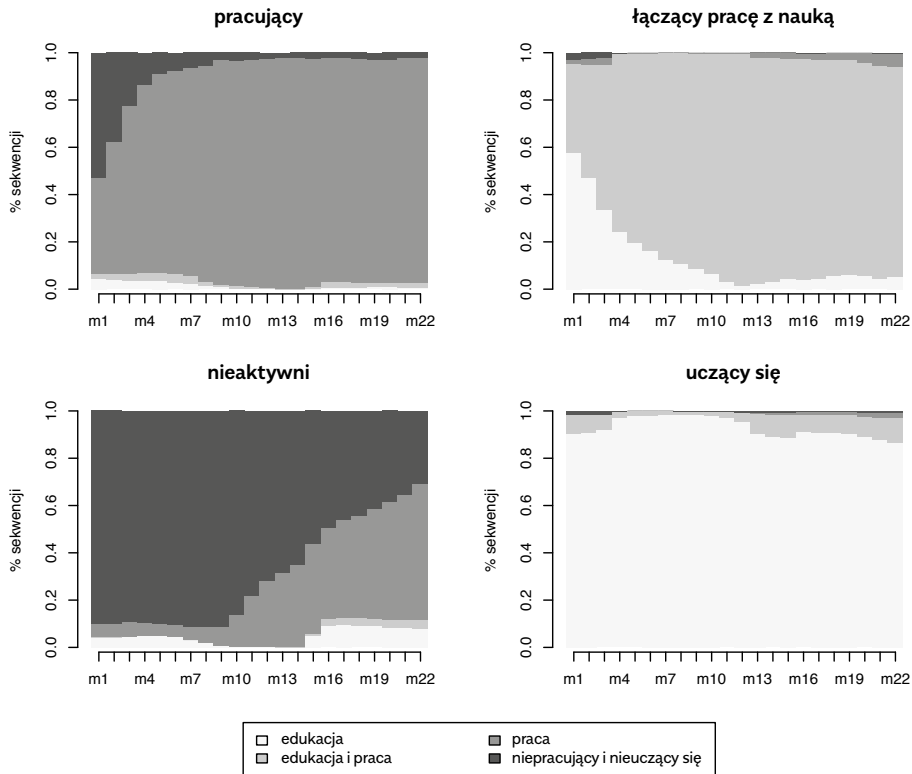 pracujący
% sekwencji
1.0
0.8
0.6
0.4
0.2
0.0
m1 m4 m7 m10 m13 m16 m19 m22
łączący pracę z nauką
% sekwencji
1.0
0.8
0.6
0.4
0.2
0.0
m1 m4 m7 m10 m13 m16 m19 m22
nieaktywni
% sekwencji
1.0
0.8
0.6
0.4
0.2
0.0
m1 m4 m7 m10 m13 m16 m19 m22
uczący się
% sekwencji
1.0
0.8
0.6
0.4
0.2
0.0
m1 m4 m7 m10 m13 m16 m19 m22
edukacja
edukacja i praca
praca
niepracujący i nieuczący się